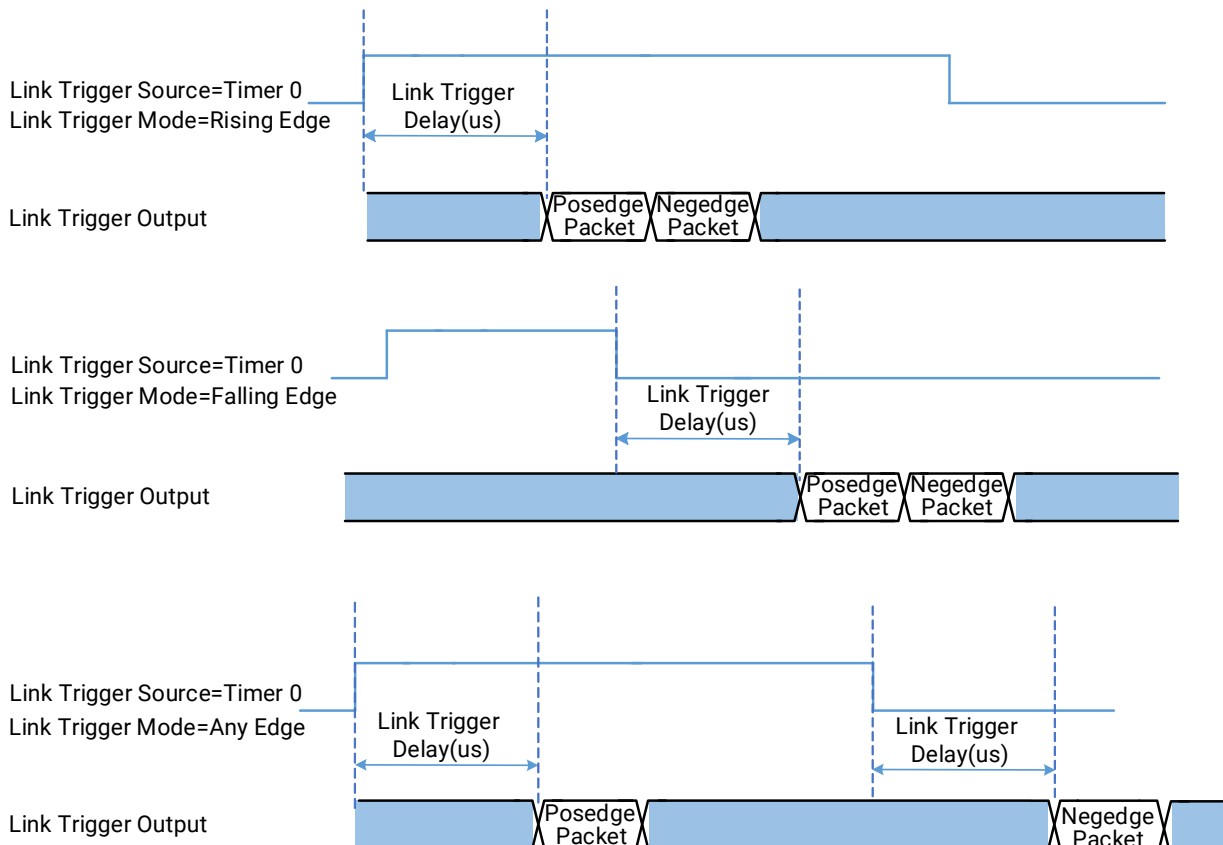 Link Trigger Source=Timer 0
Link Trigger Mode=Rising Edge
Link Trigger
Delay(us)
Link Trigger Output
Posedge
Packet
Negedge
Packet
Link Trigger Source=Timer 0
Link Trigger Mode=Falling Edge
Link Trigger
Delay(us)
Link Trigger Output
Posedge
Packet
Negedge
Packet
Link Trigger Source=Timer 0
Link Trigger Mode=Any Edge
Link Trigger
Delay(us)
Link Trigger
Delay(us)
Link Trigger Output
Posedge
Packet
Negedge
Packet